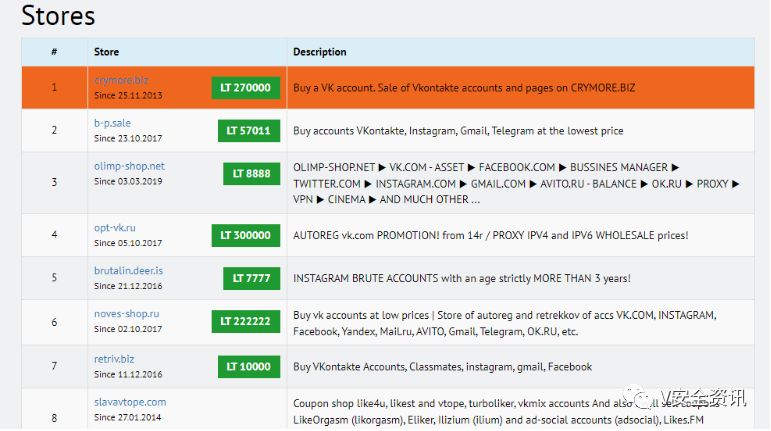 Stores
# Store Description
1 crymore.biz LT 270000 Buy a VK account. Sale of Vkontakte accounts and pages on CRYMORE.BIZ
Since 25.11.2013
2 b-p.sale LT 57011 Buy accounts VKontakte, Instagram, Gmail, Telegram at the lowest price
Since 23.10.2017
3 olimp-shop.net LT 8888 OLIMP-SHOP.NET ► VK.COM - ASSET ► FACEBOOK.COM ► BUSSINES MANAGER ►
Since 03.03.2019 TWITTER.COM ► INSTAGRAM.COM ► GMAIL.COM ► AVITO.RU - BALANCE ► OK.RU ► PROXY ►
VPN ► CINEMA ► AND MUCH OTHER ...
4 opt-vk.ru LT 300000 AUTOREG vk.com PROMOTION! from 14r / PROXY IPV4 and IPV6 WHOLESALE prices!
Since 05.10.2017
5 brutalin.deer.is LT 7777 INSTAGRAM BRUTE ACCOUNTS with an age strictly MORE THAN 3 years!
Since 21.12.2016
6 noves-shop.ru LT 222222 Buy vk accounts at low prices | Store of autoreg and retrekkov of accs VK.COM, INSTAGRAM,
Since 02.10.2017 Facebook, Yandex, Mail.ru, AVITO, Gmail, Telegram, OK.RU, etc.
7 retriv.biz LT 10000 Buy VKontakte Accounts, Classmates, instagram, gmail, Facebook
Since 11.12.2016
8 slavavtope.com Coupon shop like4u, likest and vtope, turboliker, vkmix accounts And also
Since 27.01.2014 LikeOrgasm (likorgasm), Eliker, Ilizium (ilium) and ad-social accounts (adsocial), Likes.FM
V安全资讯